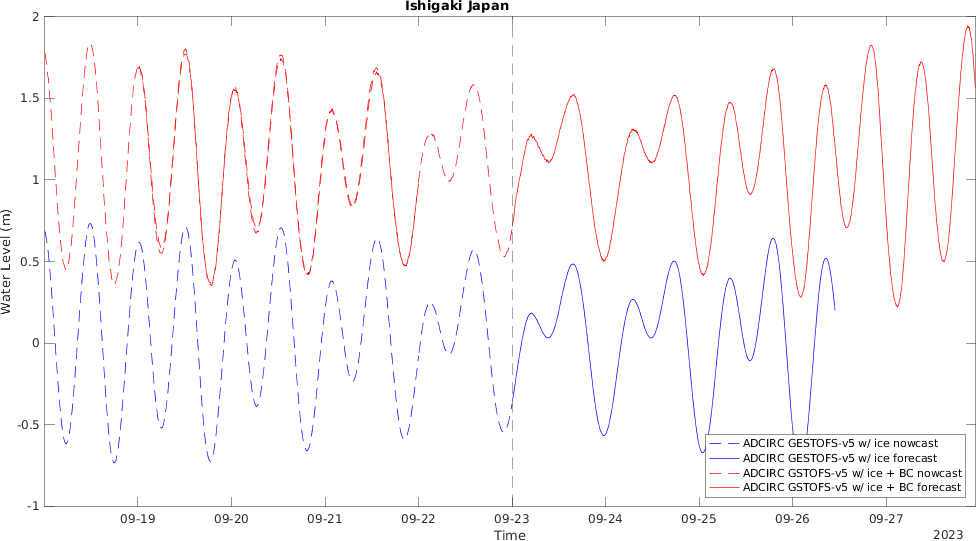 Ishigaki Japan
2
1.5
1
0.5
0
-0.5
-1
Water Level (m)
09-19 09-20 09-21 09-22 09-23 09-24 09-25 09-26 09-27
Time
2023
ADCIRC GESTOFS-v5 w/ ice nowcast
ADCIRC GESTOFS-v5 w/ ice forecast
ADCIRC GSTOFS-v5 w/ ice + BC nowcast
ADCIRC GSTOFS-v5 w/ ice + BC forecast